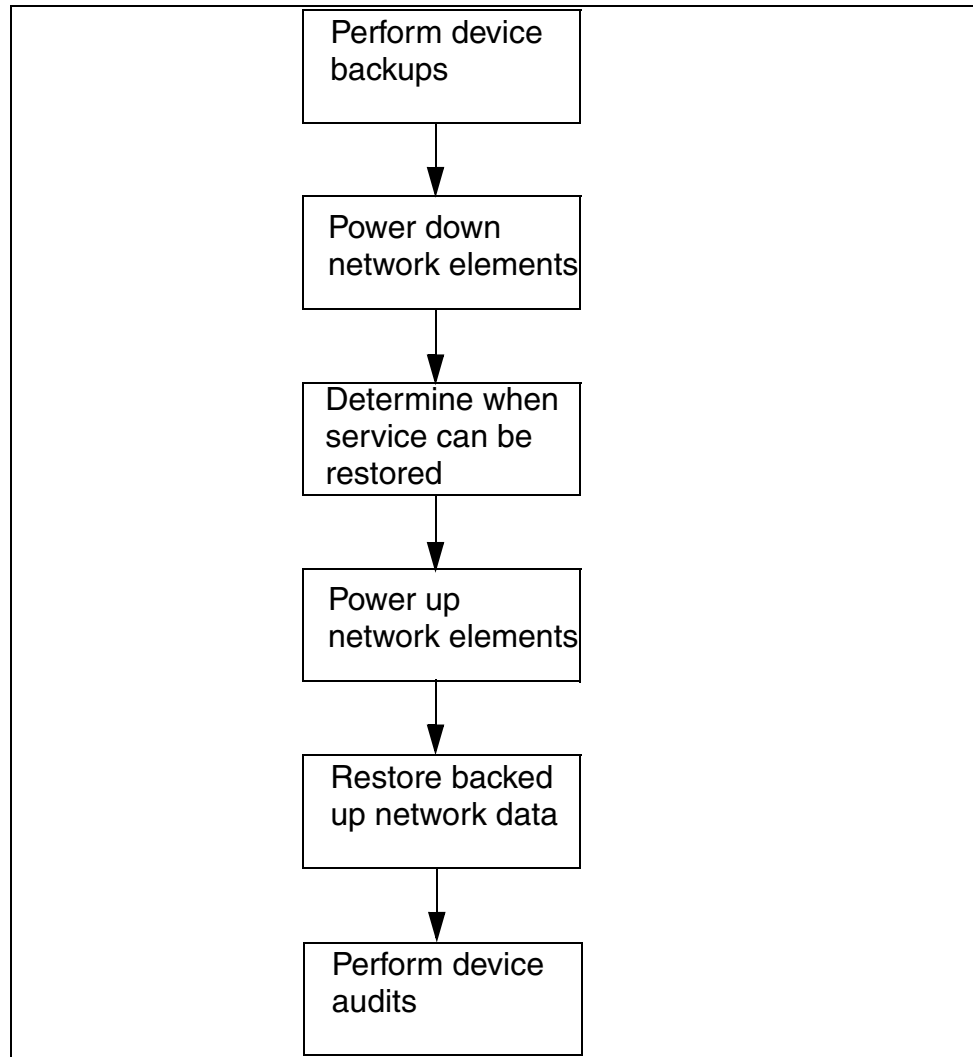 Perform device
backups
Power down
network elements
Determine when
service can be
restored
Power up
network elements
Restore backed
up network data
Perform device
audits